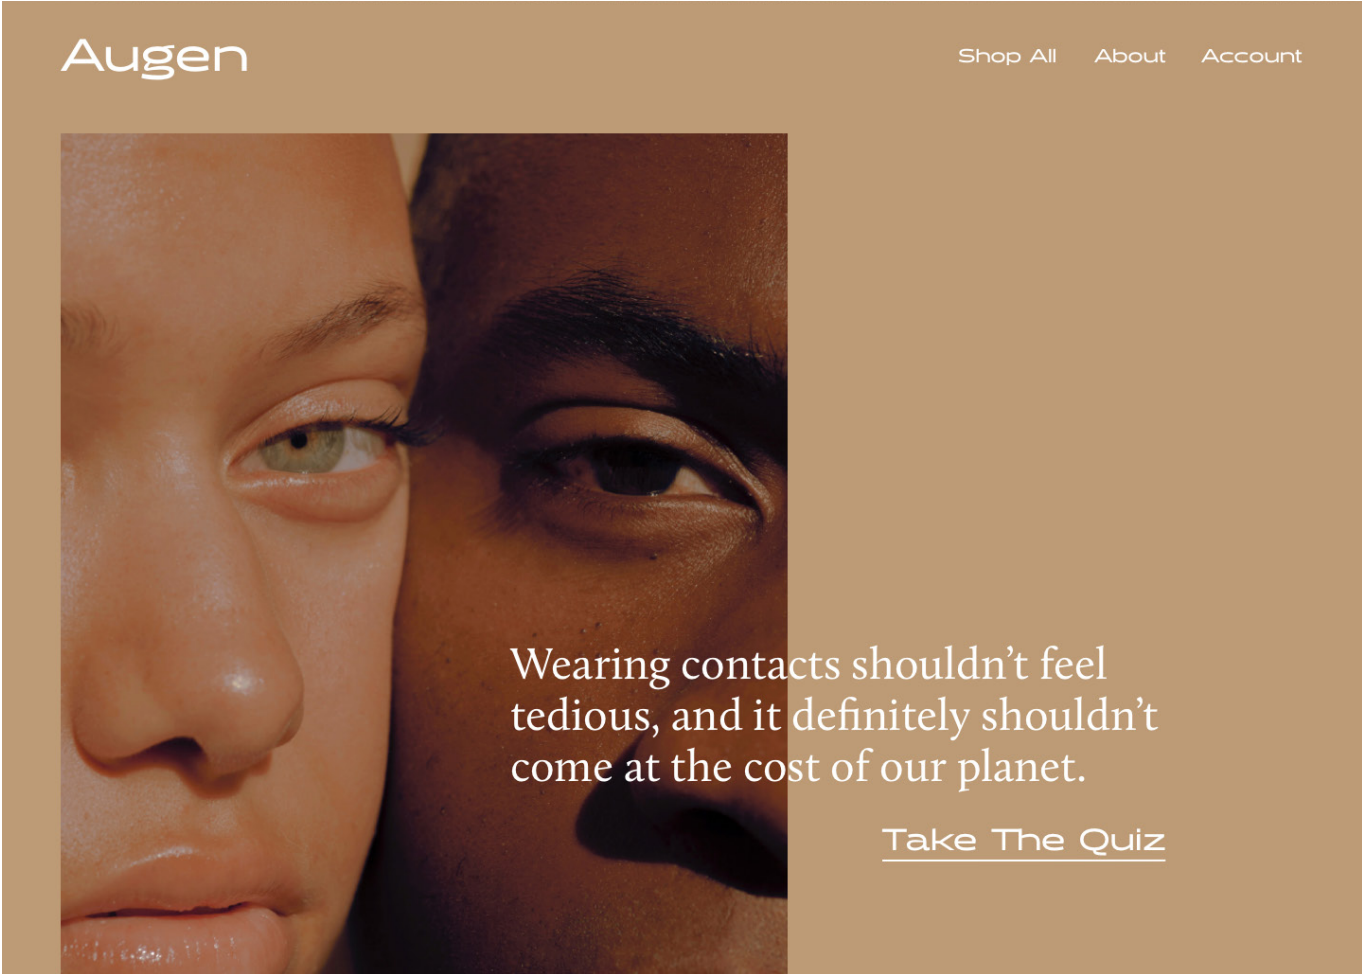 Augen
Shop All
About
Account
Wearing contacts shouldn’t feel
tedious, and it definitely shouldn’t
come at the cost of our planet.
Take The Quiz